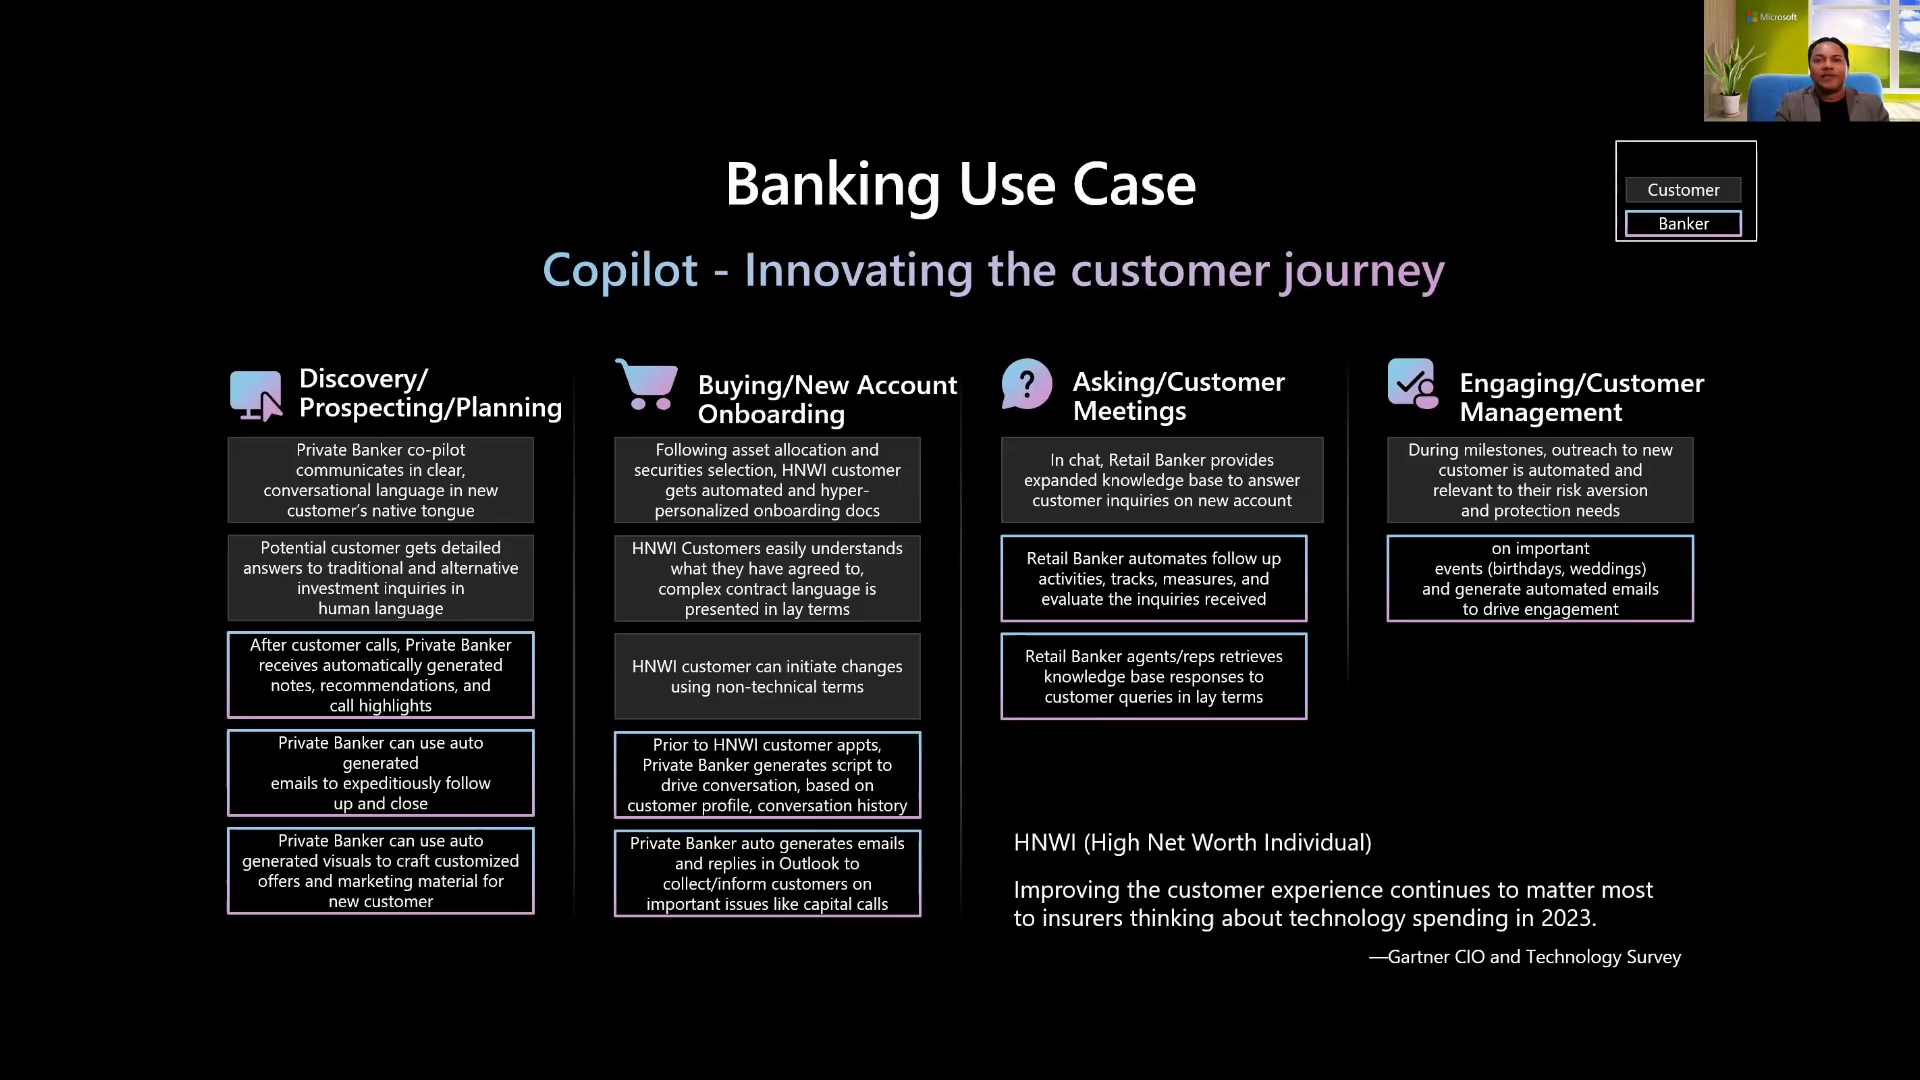 Microsoft
Customer
Banker
Banking Use Case
Copilot - Innovating the customer journey
Discovery/
Prospecting/Planning
Private Banker co-pilot
communicates in clear,
conversational language in new
customer’s native tongue
Potential customer gets detailed
answers to traditional and alternative
investment inquiries in
human language
After customer calls, Private Banker
receives automatically generated
notes, recommendations, and
call highlights
Private Banker can use auto
generated
emails to expeditiously follow
up and close
Private Banker can use auto
generated visuals to craft customized
offers and marketing material for
new customer
Buying/New Account
Onboarding
Following asset allocation and
securities selection, HNWI customer
gets automated and hyper-
personalized onboarding docs
HNWI Customers easily understands
what they have agreed to,
complex contract language is
presented in lay terms
HNWI customer can initiate changes
using non-technical terms
Prior to HNWI customer appts,
Private Banker generates script to
drive conversation, based on
customer profile, conversation history
Private Banker auto generates emails
and replies in Outlook to
collect/inform customers on
important issues like capital calls
?
Asking/Customer
Meetings
In chat, Retail Banker provides
expanded knowledge base to answer
customer inquiries on new account
Retail Banker automates follow up
activities, tracks, measures, and
evaluate the inquiries received
Retail Banker agents/reps retrieves
knowledge base responses to
customer queries in lay terms
Engaging/Customer
Management
During milestones, outreach to new
customer is automated and
relevant to their risk aversion
and protection needs
on important
events (birthdays, weddings)
and generate automated emails
to drive engagement
HNWI (High Net Worth Individual)
Improving the customer experience continues to matter most
to insurers thinking about technology spending in 2023.
—Gartner CIO and Technology Survey